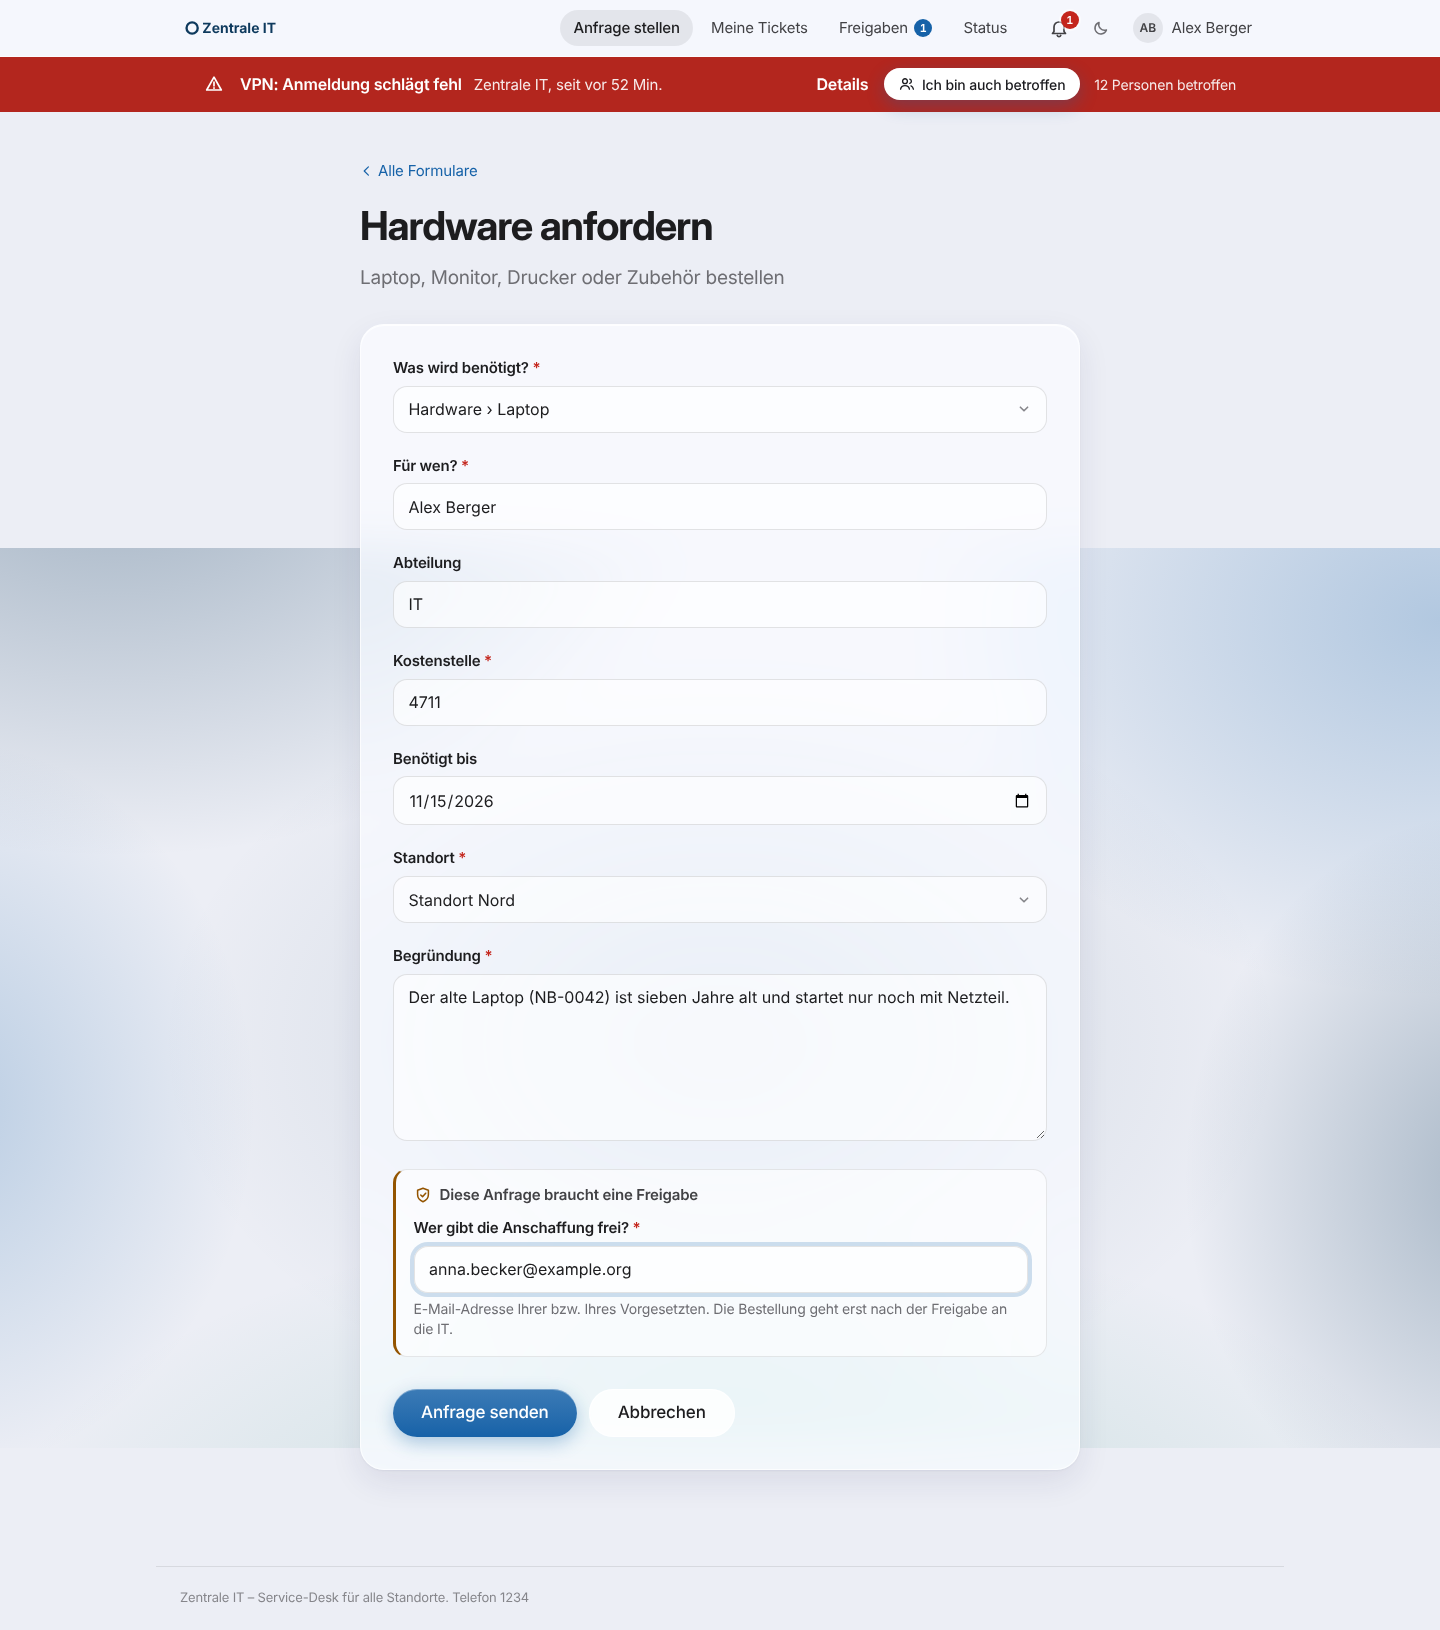 Zentrale IT
Anfrage stellen
Meine Tickets
Freigaben 1
Status
1
AB Alex Berger
VPN: Anmeldung schlägt fehl Zentrale IT, seit vor 52 Min.
Details
Ich bin auch betroffen
12 Personen betroffen
Alle Formulare
Hardware anfordern
Laptop, Monitor, Drucker oder Zubehör bestellen
Was wird benötigt? *
Hardware › Laptop
Für wen? *
Alex Berger
Abteilung
IT
Kostenstelle *
4711
Benötigt bis
11/15/2026
Standort *
Standort Nord
Begründung *
Der alte Laptop (NB-0042) ist sieben Jahre alt und startet nur noch mit Netzteil.
Diese Anfrage braucht eine Freigabe
Wer gibt die Anschaffung frei? *
anna.becker@example.org
E-Mail-Adresse Ihrer bzw. Ihres Vorgesetzten. Die Bestellung geht erst nach der Freigabe an
die IT.
Anfrage senden
Abbrechen
Zentrale IT – Service-Desk für alle Standorte. Telefon 1234